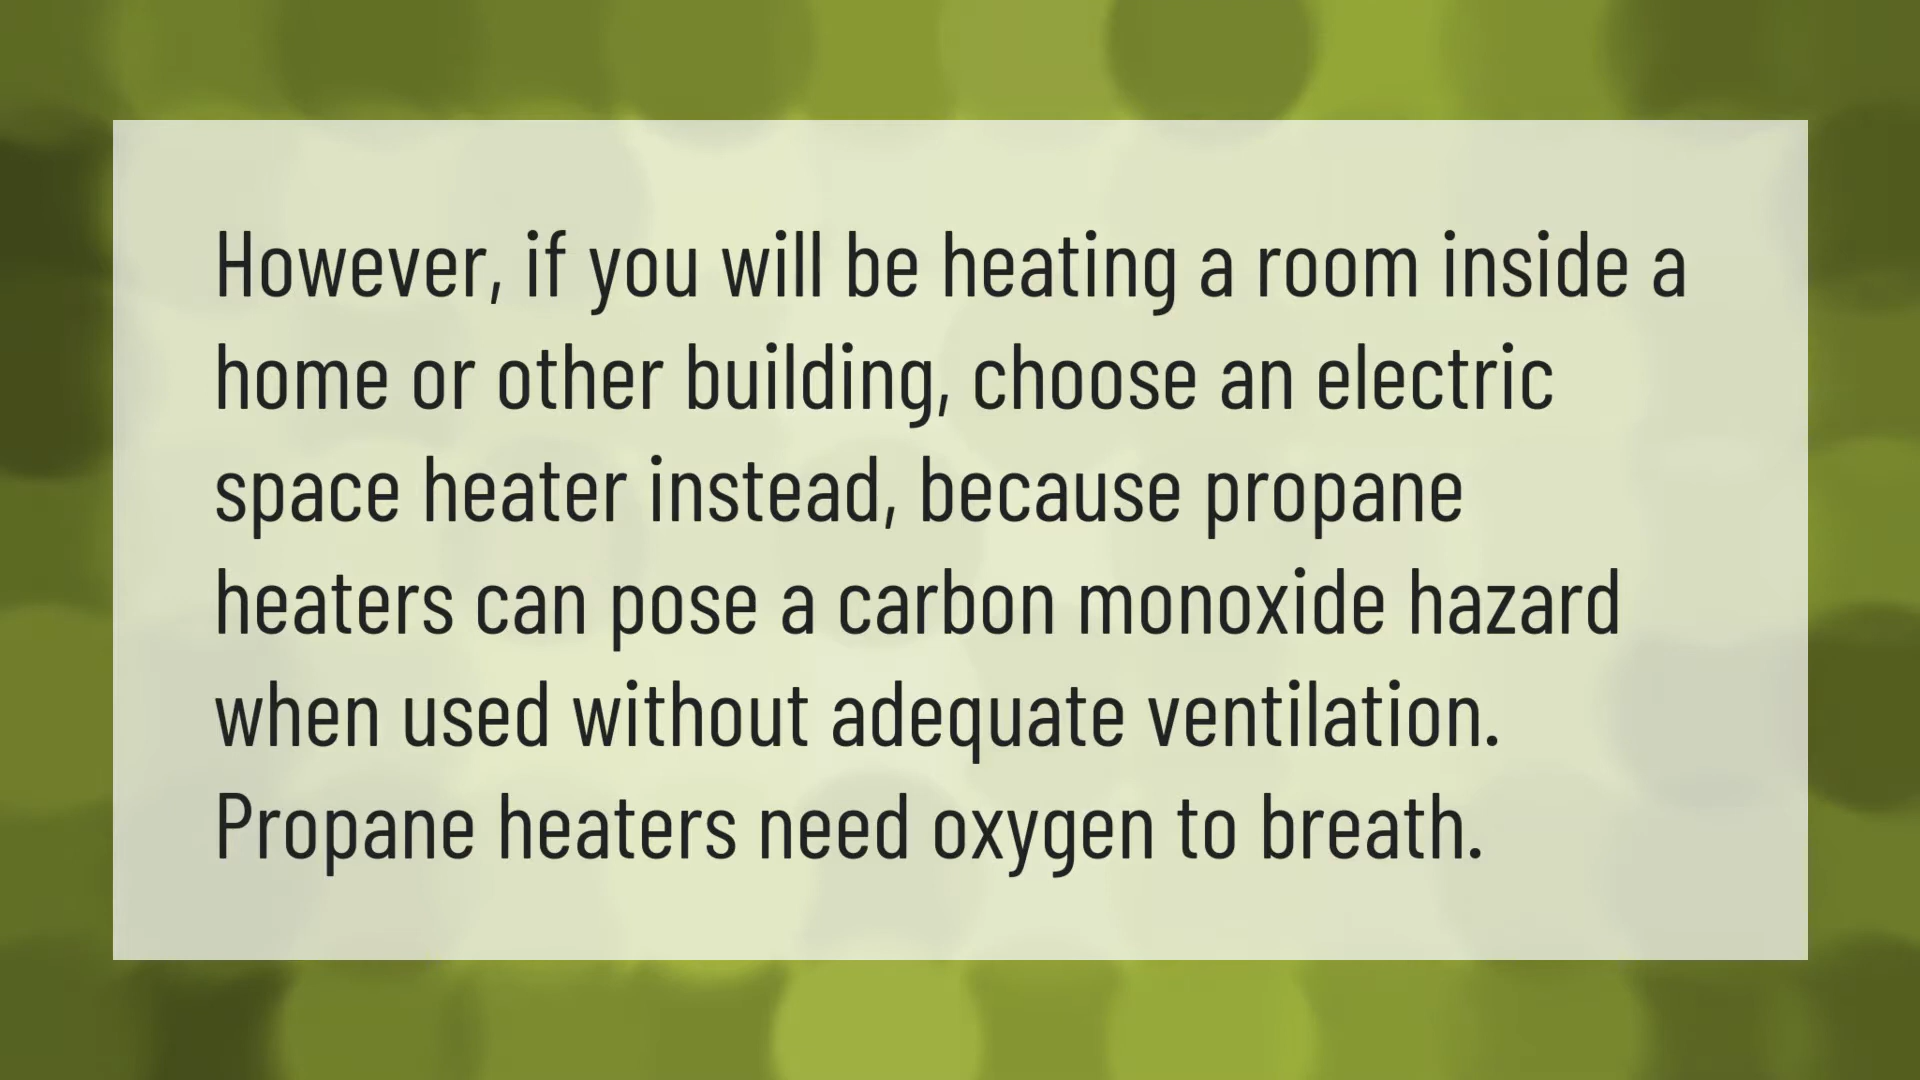 However, if you will be heating a room inside a
home or other building, choose an electric
space heater instead, because propane
heaters can pose a carbon monoxide hazard
when used without adequate ventilation.
Propane heaters need oxygen to breath.